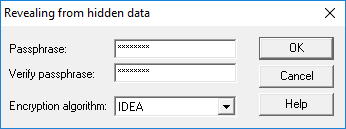 Revealing from hidden data
Passphrase: ******** OK
Verify passphrase: ******** Cancel
Encryption algorithm: IDEA Help